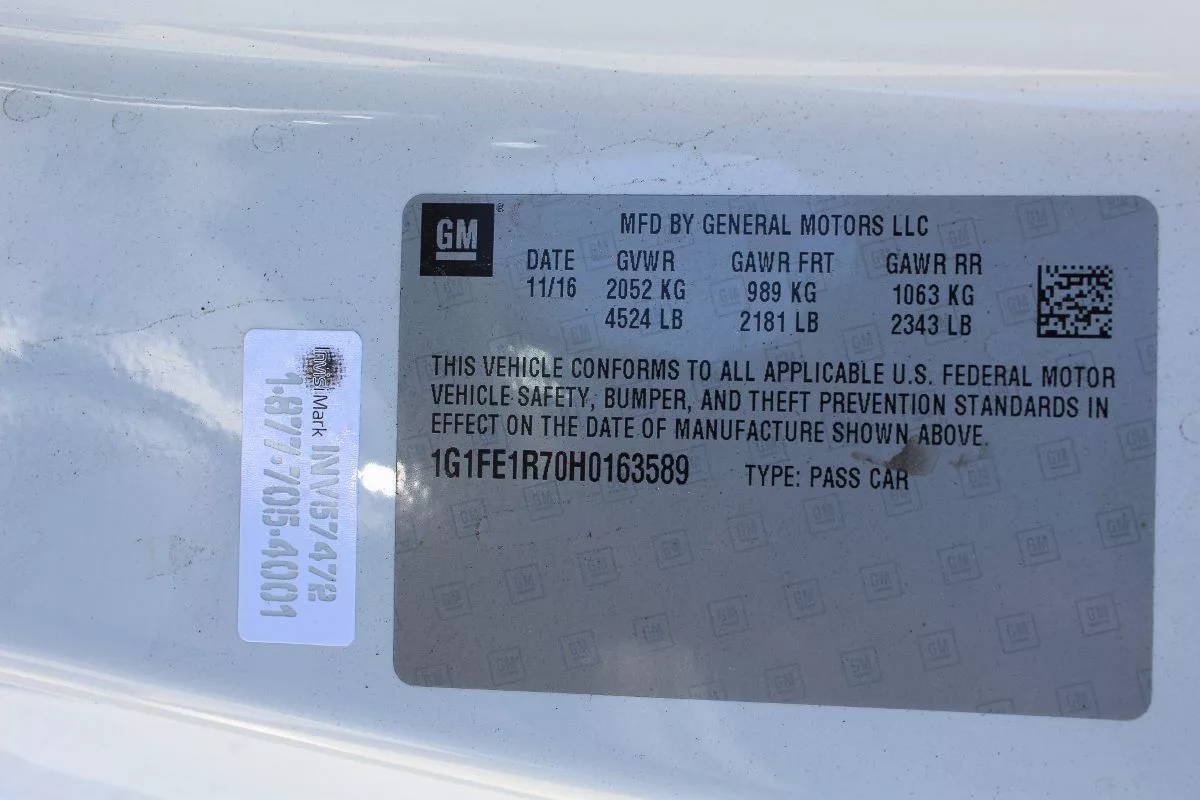 GM
MFD BY GENERAL MOTORS LLC
DATE GVWR GAWR FRT GAWR RR
11/16 2052 KG 989 KG 1063 KG
4524 LB 2181 LB 2343 LB
THIS VEHICLE CONFORMS TO ALL APPLICABLE U.S. FEDERAL MOTOR
VEHICLE SAFETY, BUMPER, AND THEFT PREVENTION STANDARDS IN
EFFECT ON THE DATE OF MANUFACTURE SHOWN ABOVE.
1G1FE1R70H0163589 TYPE: PASS CAR
InVisiMark
INV157472
1-877-705-4001